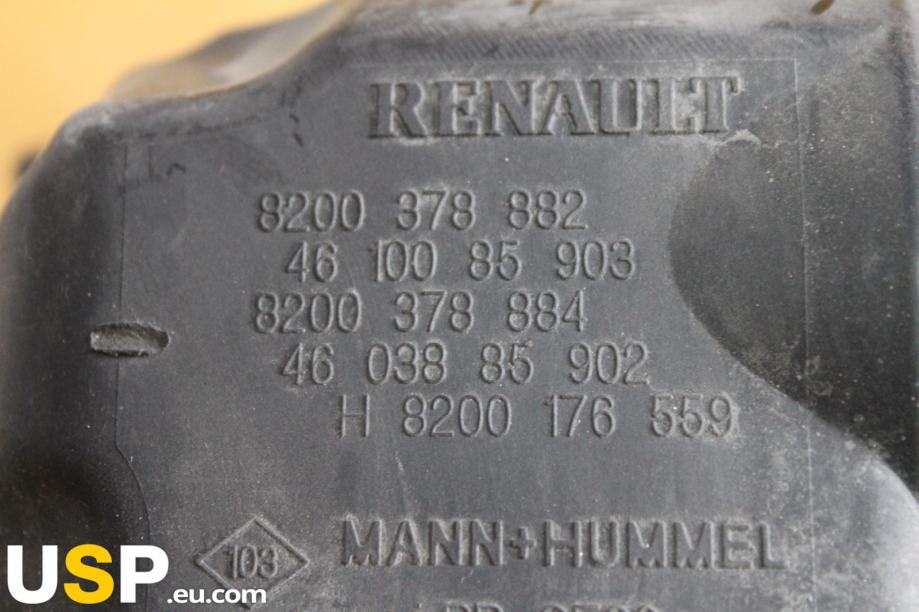 RENAULT
8200 378 882
46 100 85 903
8200 378 884
46 038 85 902
H 8200 176 559
103 MANN+HUMMEL
USP.eu.com